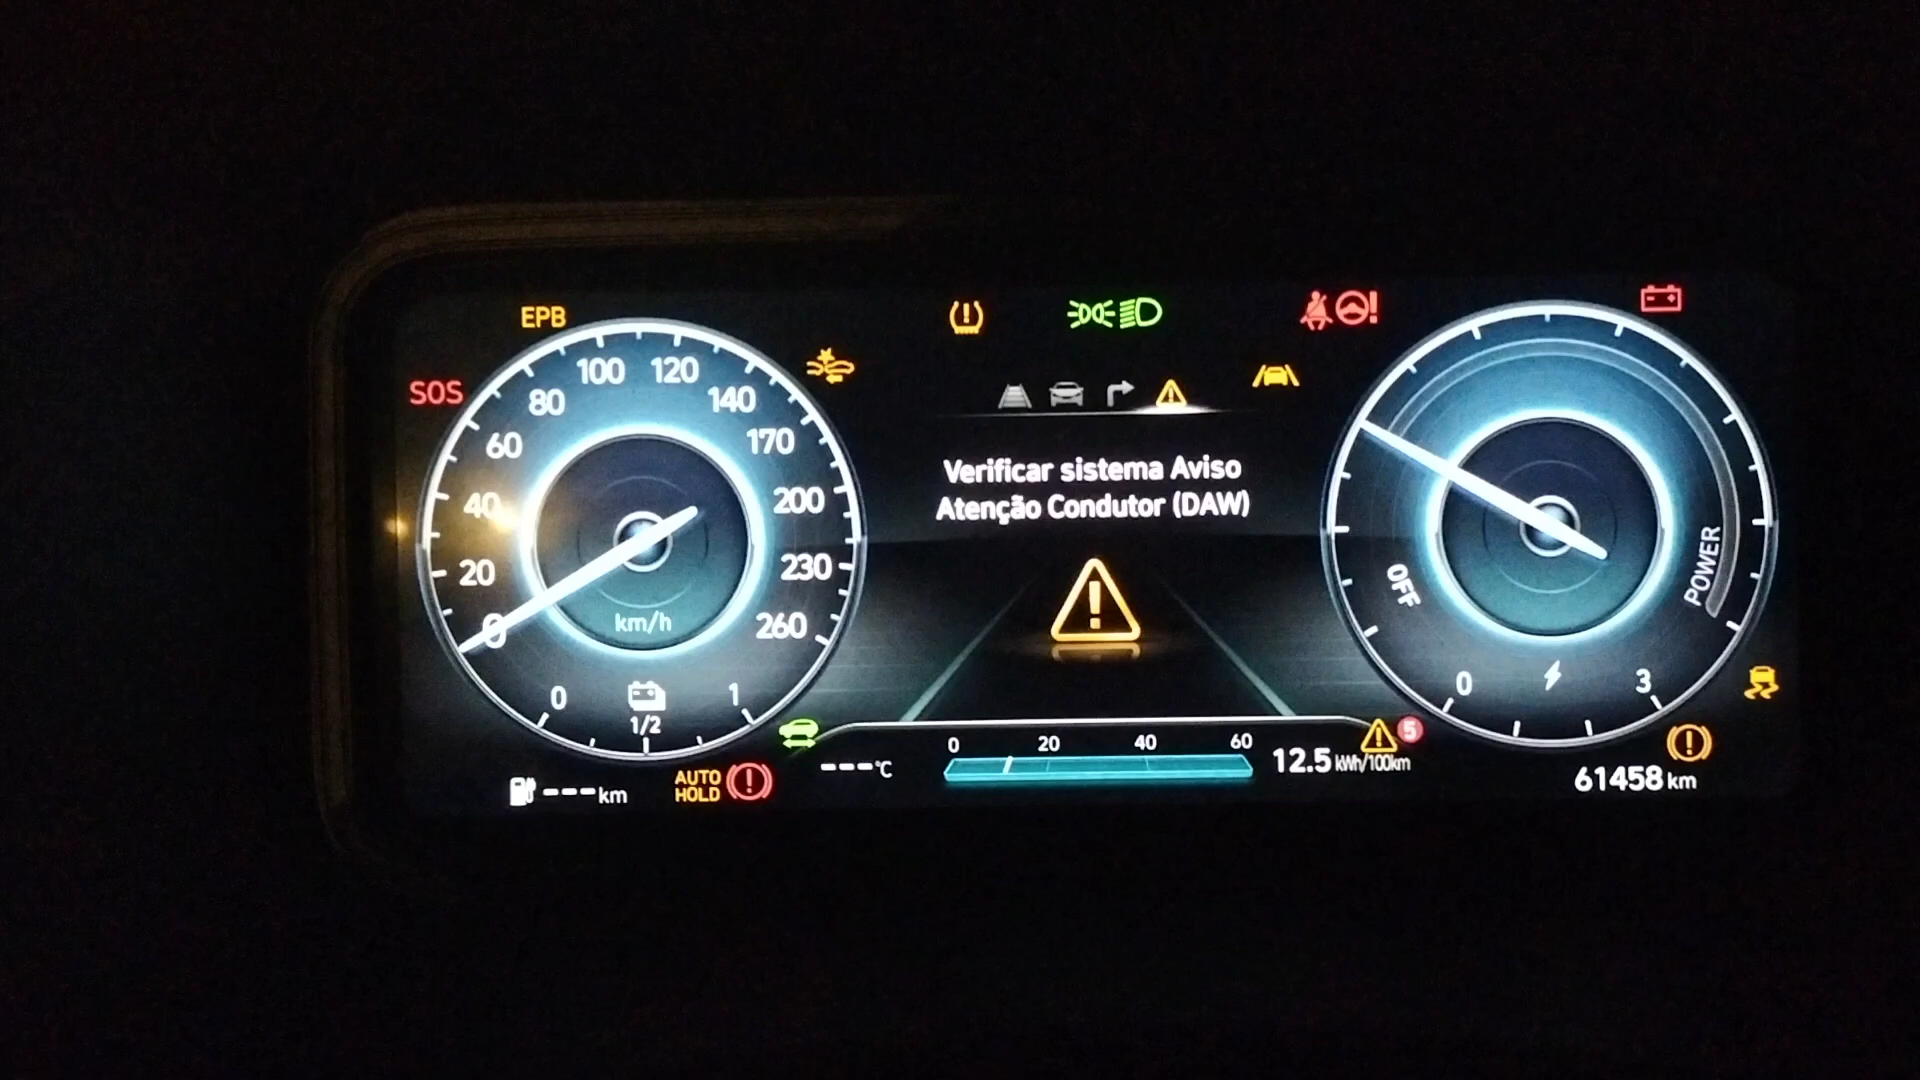 EPB
SOS
0
20
40
60
80
100
120
140
170
200
230
260
km/h
0
1/2
1
---km
AUTO
HOLD
Verificar sistema Aviso
Atenção Condutor (DAW)
---°C
0 20 40 60
12.5 kWh/100km
5
OFF
POWER
0
3
61458 km